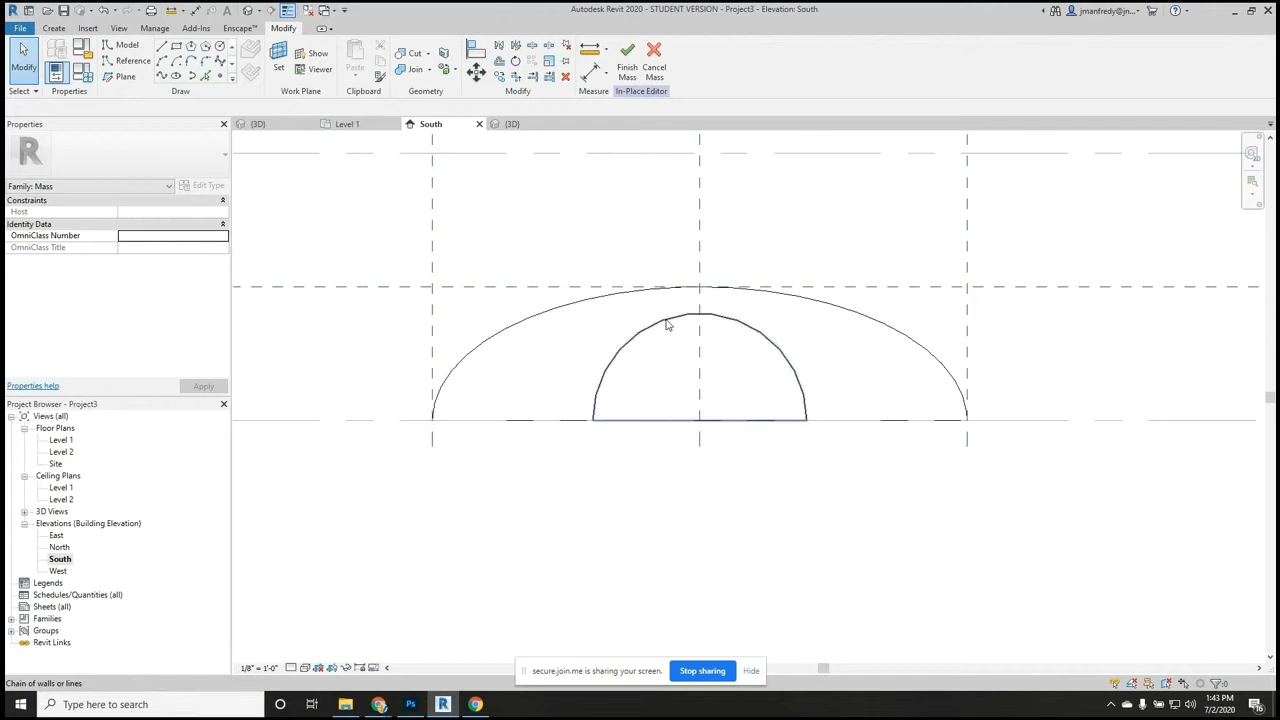 Autodesk Revit 2020 - STUDENT VERSION - Project3 - Elevation: South
jmanfredy@jn...
File Create Insert View Manage Add-Ins Enscape™ Modify
Modify
Select
Properties
Model
Reference
Plane
Draw
Set
Show
Viewer
Work Plane
Paste
Clipboard
Cut
Join
Geometry
Modify
Measure
Finish Mass
Cancel Mass
In-Place Editor
Properties
{3D} Level 1 South {3D}
Family: Mass Edit Type
Constraints
Host
Identity Data
OmniClass Number
OmniClass Title
Properties help Apply
Project Browser - Project3
Views (all)
Floor Plans
Level 1
Level 2
Site
Ceiling Plans
Level 1
Level 2
3D Views
Elevations (Building Elevation)
East
North
South
West
Legends
Schedules/Quantities (all)
Sheets (all)
Families
Groups
Revit Links
1/8" = 1'-0"
secure.join.me is sharing your screen. Stop sharing Hide
Chain of walls or lines
:0
Type here to search
1:43 PM
7/2/2020